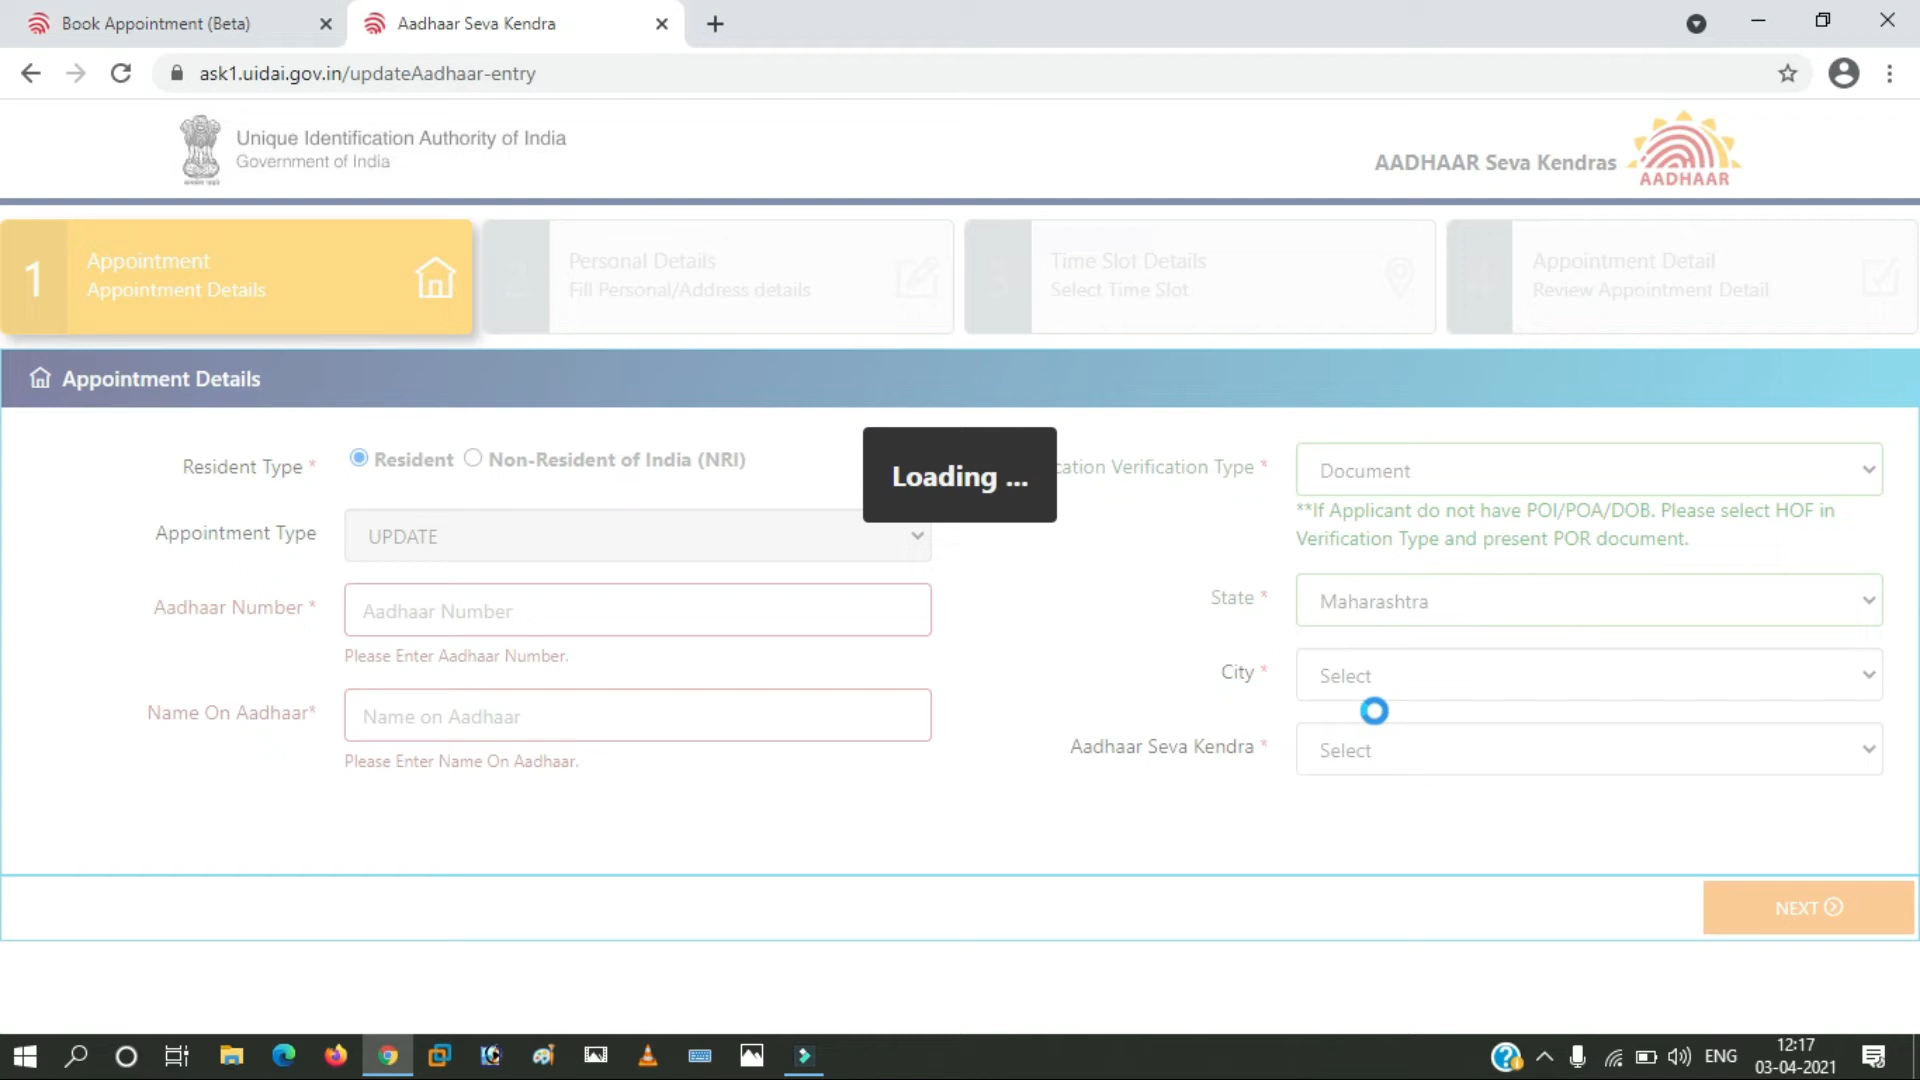 Book Appointment (Beta)
Aadhaar Seva Kendra
ask1.uidai.gov.in/updateAadhaar-entry
Unique Identification Authority of India
Government of India
AADHAAR Seva Kendras
AADHAAR
1
Appointment
Appointment Details
2
Personal Details
Fill Personal/Address details
3
Time Slot Details
Select Time Slot
4
Appointment Detail
Review Appointment Detail
Appointment Details
Resident Type *
Resident
Non-Resident of India (NRI)
Appointment Type
UPDATE
Aadhaar Number *
Aadhaar Number
Please Enter Aadhaar Number.
Name On Aadhaar*
Name on Aadhaar
Please Enter Name On Aadhaar.
Loading ...
cation Verification Type *
Document
**If Applicant do not have POI/POA/DOB. Please select HOF in
Verification Type and present POR document.
State *
Maharashtra
City *
Select
Aadhaar Seva Kendra *
Select
NEXT
ENG
12:17
03-04-2021